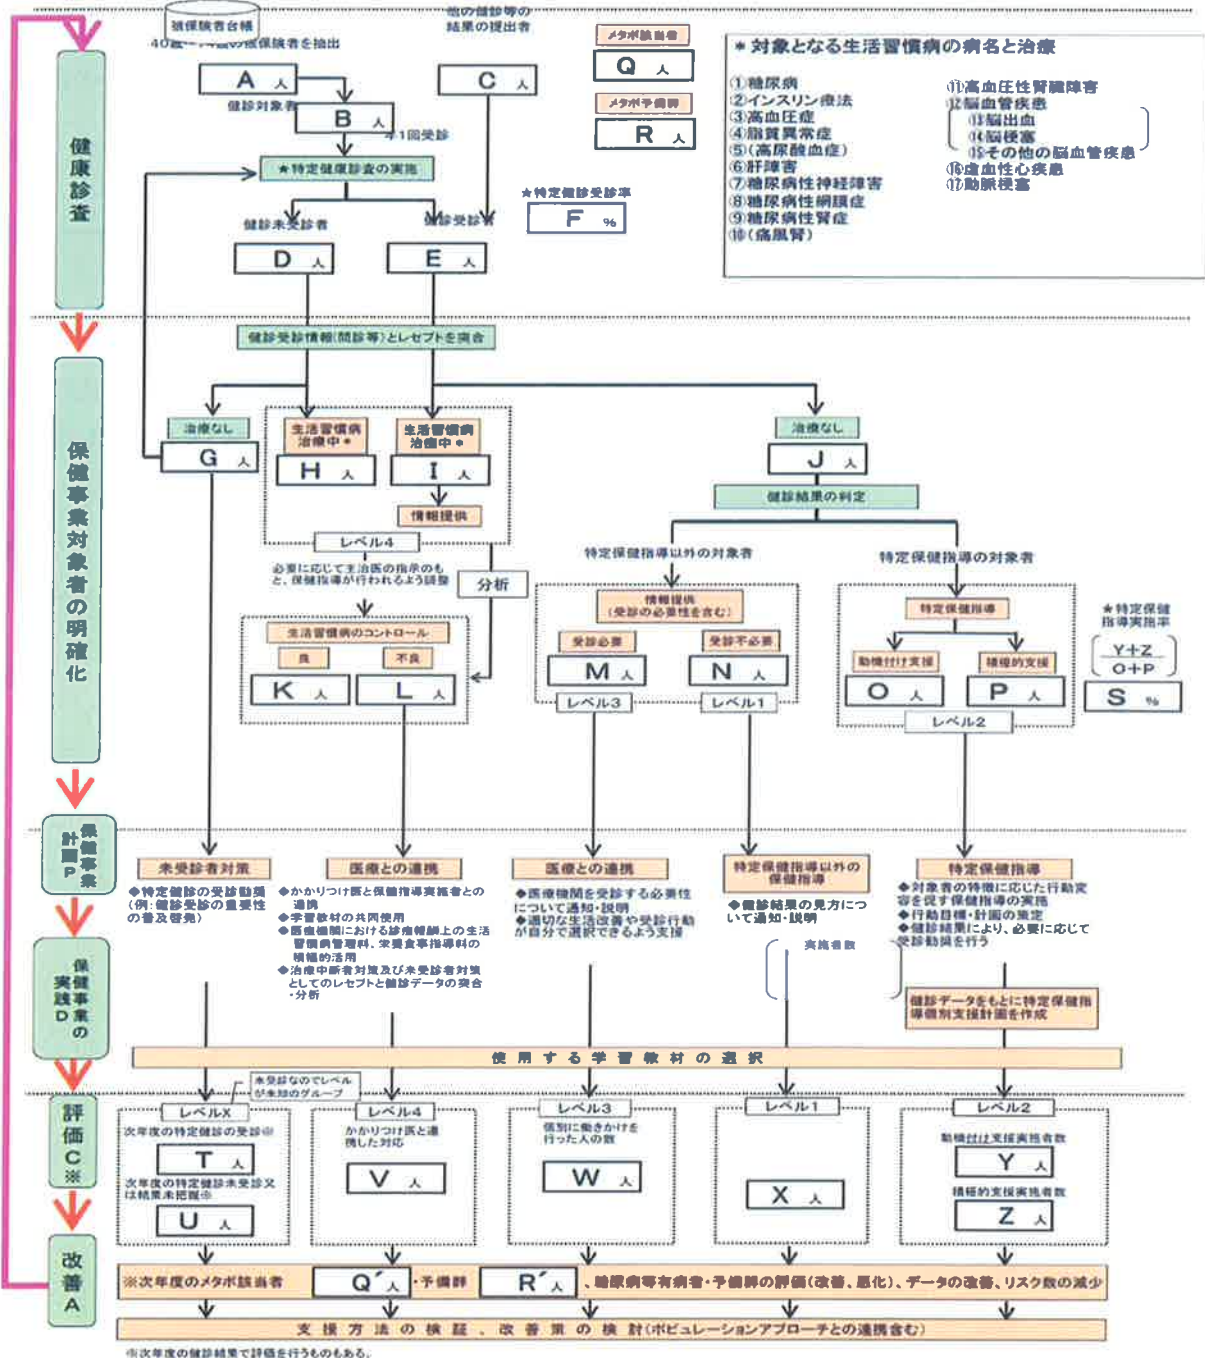 被保険者台帳
40歳~74歳の被保険者を抽出
他の健診等の
結果の提出者
A 人
健診対象者
B 人
年1回受診
C 人
★特定健康診査の実施
健診未受診者
健診受診者
D 人
E 人
★特定健診受診率
F %
メタボ該当者
Q 人
メタボ予備群
R 人
*対象となる生活習慣病の病名と治療
①糖尿病
②インスリン療法
③高血圧症
④脂質異常症
⑤(高尿酸血症)
⑥肝障害
⑦糖尿病性神経障害
⑧糖尿病性網膜症
⑨糖尿病性腎症
⑩(痛風腎)
⑪高血圧性腎臓障害
⑫脳血管疾患
⑬脳出血
⑭脳梗塞
⑮その他の脳血管疾患
⑯虚血性心疾患
⑰動脈梗塞
健康診査
健診受診情報(問診等)とレセプトを突合
保健事業対象者の明確化
治療なし
G 人
生活習慣病
治療中*
H 人
生活習慣病
治療中*
I 人
情報提供
レベル4
治療なし
J 人
健診結果の判定
必要に応じて主治医の指示のも
と、保健指導が行われるよう調整
分析
生活習慣病のコントロール
良
不良
K 人
L 人
特定保健指導以外の対象者
情報提供
(受診の必要性を含む)
受診必要
受診不必要
M 人
N 人
レベル3
レベル1
特定保健指導の対象者
特定保健指導
動機付け支援
積極的支援
O 人
P 人
レベル2
★特定保健
指導実施率
Y+Z
O+P
S %
保健事業
計画P
未受診者対策
◆特定健診の受診勧奨
(例:健診受診の重要性
の普及啓発)
医療との連携
◆かかりつけ医と保健指導実施者との
連携
◆学習教材の共同使用
◆医療機関における診療報酬上の生活
習慣病管理料、栄養食事指導料の
積極的活用
◆治療中断者対策及び未受診者対策
としてのレセプトと健診データの突合
・分析
医療との連携
◆医療機関を受診する必要性
について通知・説明
◆適切な生活改善や受診行動
が自分で選択できるよう支援
特定保健指導以外の
保健指導
◆健診結果の見方につ
いて通知・説明
実施者数
特定保健指導
◆対象者の特徴に応じた行動変
容を促す保健指導の実施
◆行動目標・計画の策定
◆健診結果により、必要に応じて
受診勧奨を行う
健診データをもとに特定保健指
導個別支援計画を作成
保健事業の
実践D
使用する学習教材の選択
評価C※
未受診なのでレベル
が未知のグループ
レベルX
次年度の特定健診の受診※
T 人
次年度の特定健診未受診又
は結果未把握※
U 人
レベル4
かかりつけ医と連
携した対応
V 人
レベル3
個別に働きかけを
行った人の数
W 人
レベル1
X 人
レベル2
動機付け支援実施者数
Y 人
積極的支援実施者数
Z 人
改善A
※次年度のメタボ該当者 Q´人 ・予備群 R´人 、糖尿病等有病者・予備群の評価(改善、悪化)、データの改善、リスク数の減少
支援方法の検証、改善策の検討(ポピュレーションアプローチとの連携含む)
※次年度の健診結果で評価を行うものもある。